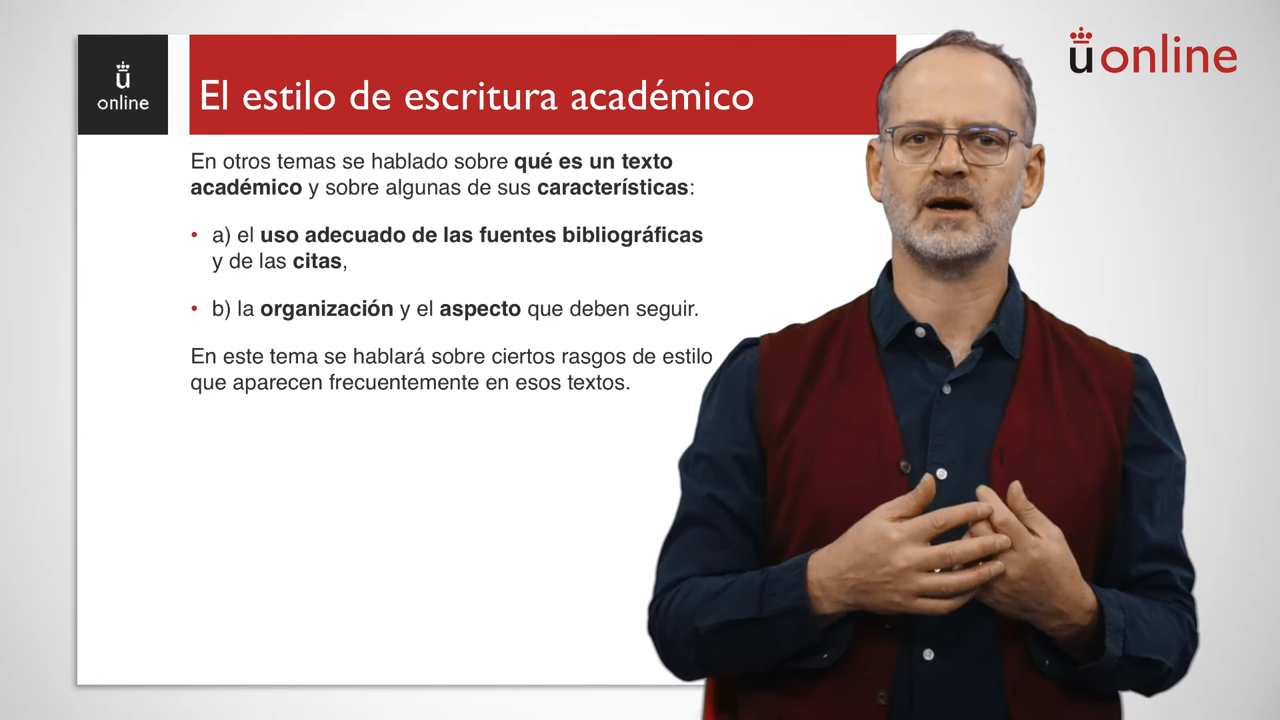 ü online
ü
online
El estilo de escritura académico
En otros temas se hablado sobre qué es un texto
académico y sobre algunas de sus características:
• a) el uso adecuado de las fuentes bibliográficas
y de las citas,
• b) la organización y el aspecto que deben seguir.
En este tema se hablará sobre ciertos rasgos de estilo
que aparecen frecuentemente en esos textos.